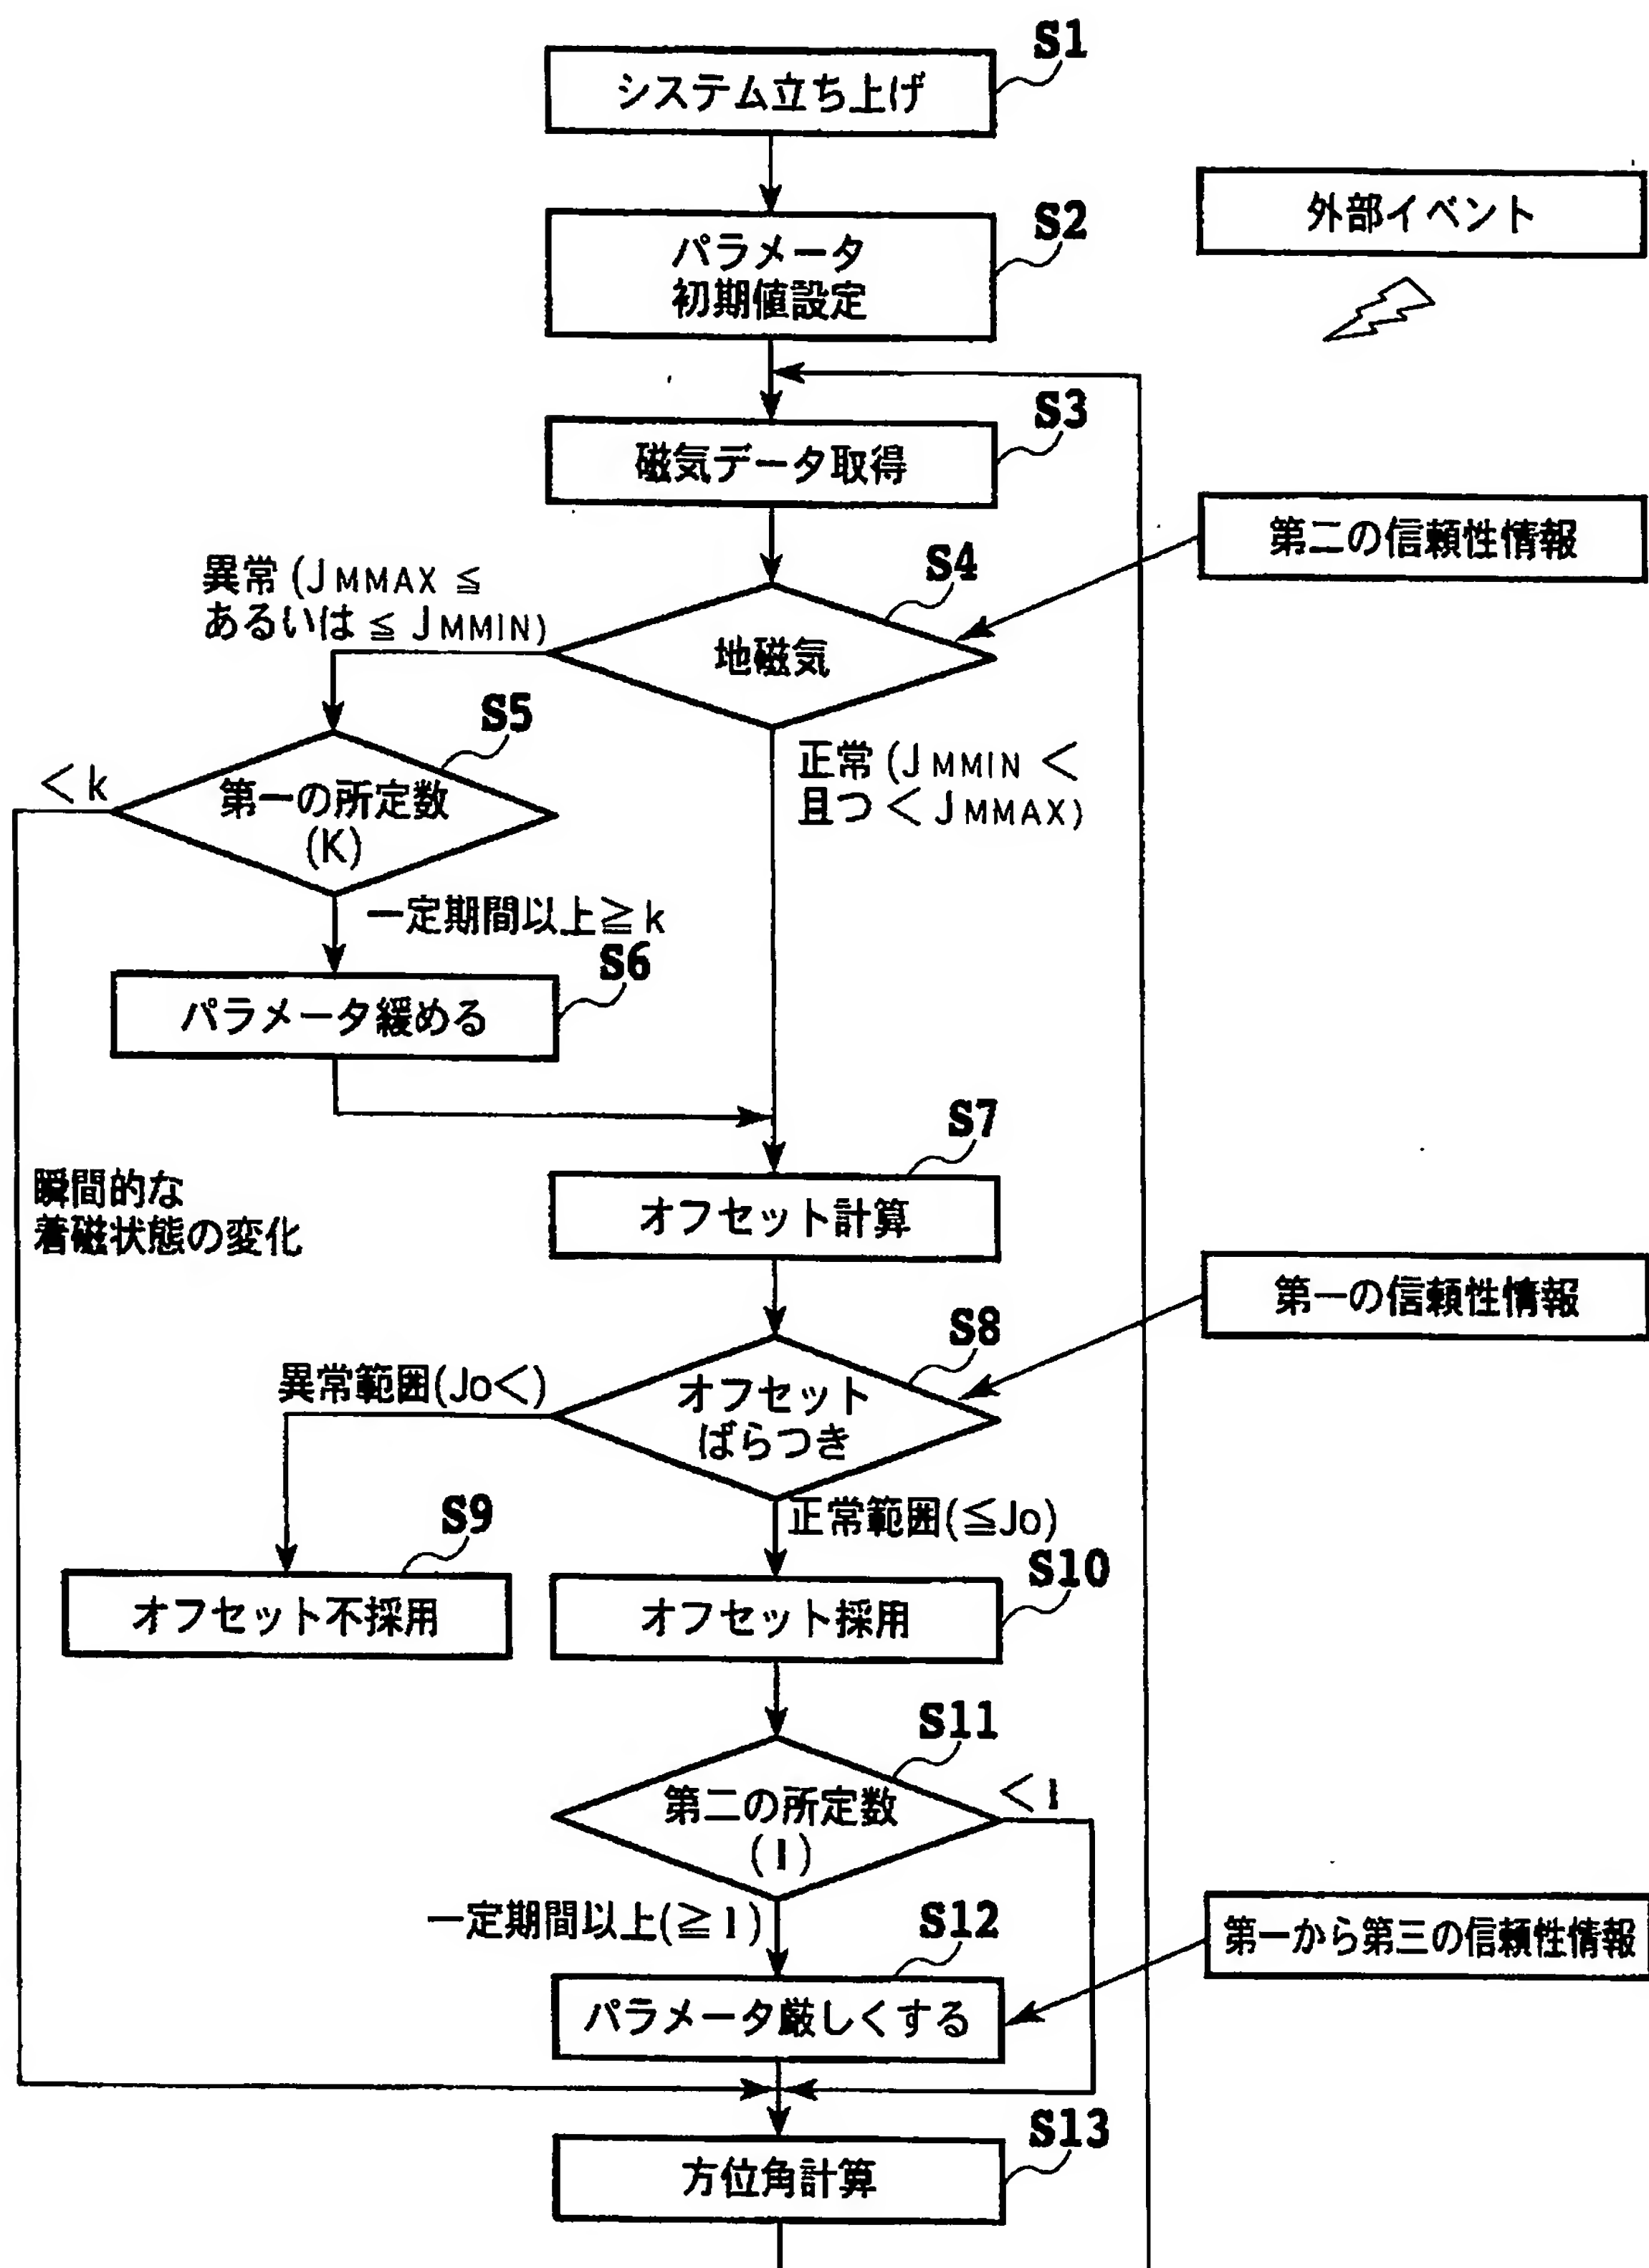 S1
システム立ち上げ
外部イベント
S2
パラメータ
初期値設定
S3
磁気データ取得
第二の信頼性情報
S4
異常 (JMMAX ≦
あるいは ≦ JMMIN)
地磁気
S5
正常 (JMMIN <
且つ < JMMAX)
<k
第一の所定数
(K)
一定期間以上≧k
S6
パラメータ緩める
S7
瞬間的な
着磁状態の変化
オフセット計算
第一の信頼性情報
S8
異常範囲(Jo<)
オフセット
ばらつき
正常範囲(≦Jo)
S9
オフセット不採用
S10
オフセット採用
S11
<l
第二の所定数
(l)
一定期間以上(≧l)
S12
第一から第三の信頼性情報
パラメータ厳しくする
S13
方位角計算